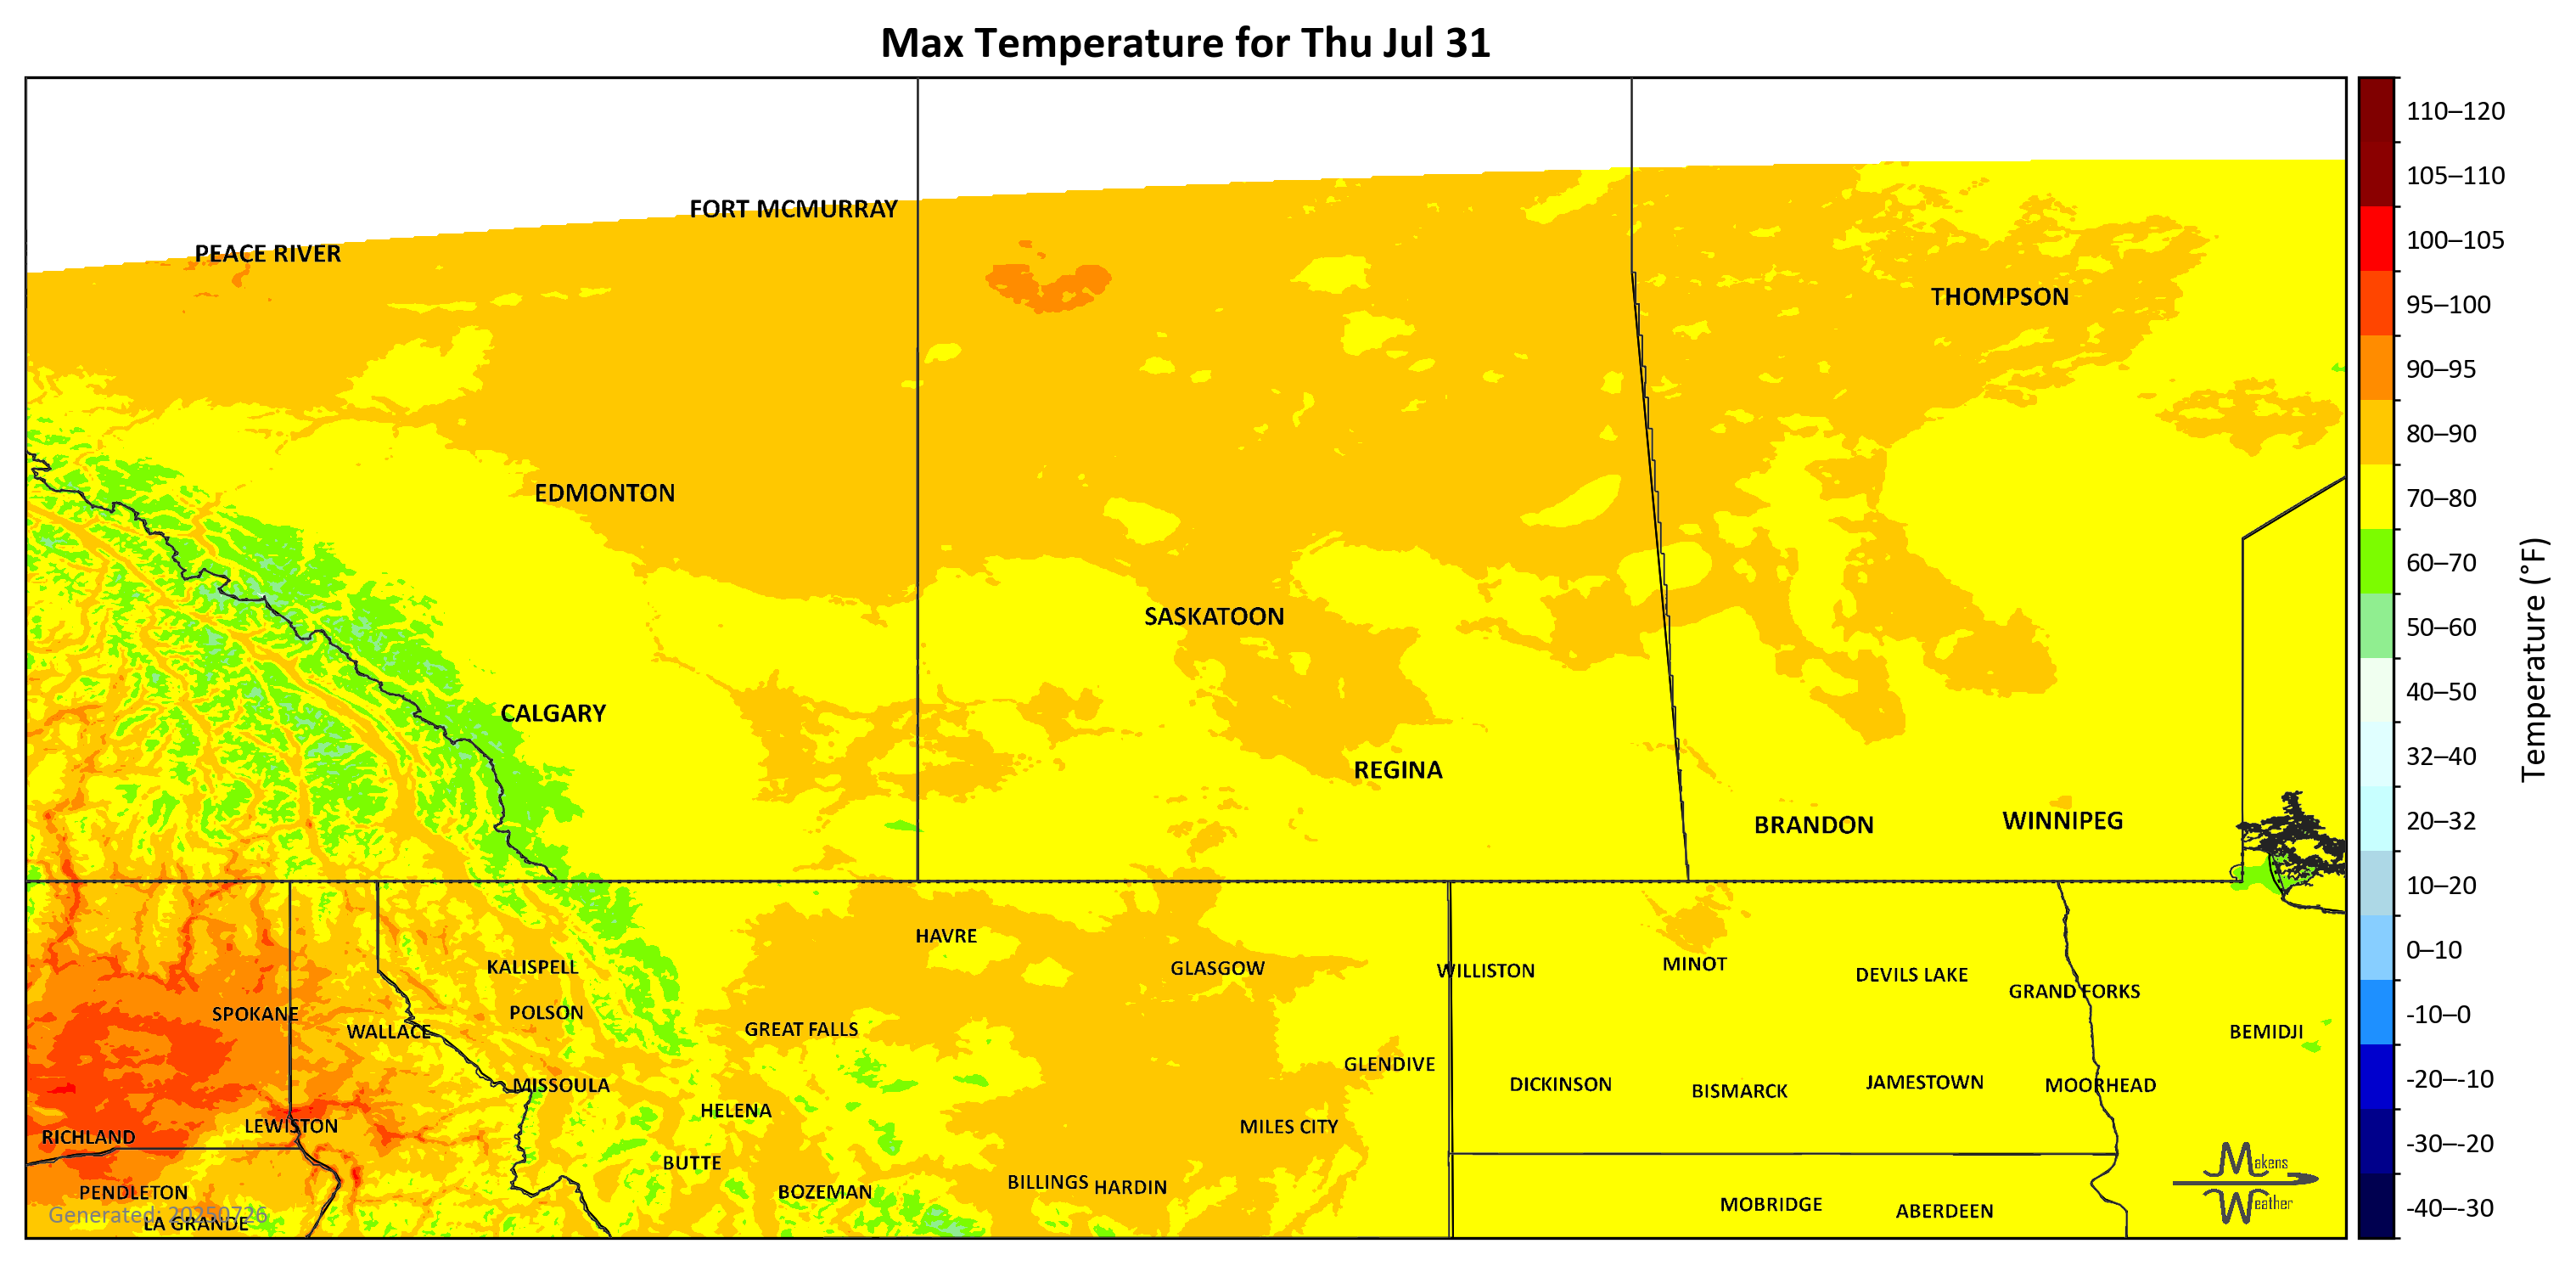 Max Temperature for Thu Jul 31
FORT MCMURRAY
PEACE RIVER
THOMPSON
EDMONTON
SASKATOON
CALGARY
REGINA
BRANDON
WINNIPEG
HAVRE
KALISPELL
GLASGOW
WILLISTON
MINOT
DEVILS LAKE
GRAND FORKS
SPOKANE
POLSON
WALLACE
GREAT FALLS
BEMIDJI
GLENDIVE
MISSOULA
DICKINSON
BISMARCK
JAMESTOWN
MOORHEAD
HELENA
LEWISTON
MILES CITY
RICHLAND
BUTTE
BILLINGS
HARDIN
PENDLETON
BOZEMAN
MOBRIDGE
ABERDEEN
LA GRANDE
Generated: 20250726
Makens
Weather
110–120
105–110
100–105
95–100
90–95
80–90
70–80
60–70
50–60
40–50
32–40
20–32
10–20
0–10
-10–0
-20–-10
-30–-20
-40–-30
Temperature (°F)